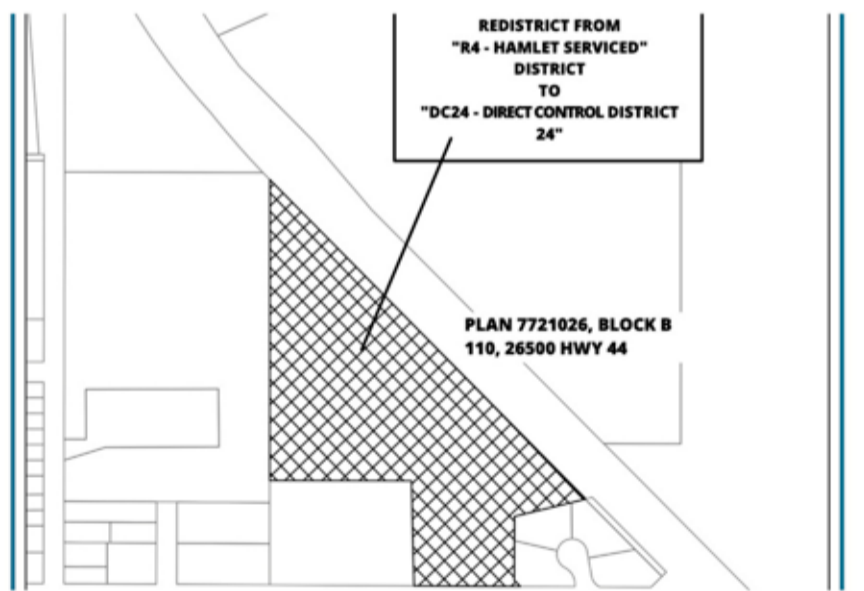 REDISTRICT FROM
"R4 - HAMLET SERVICED"
DISTRICT
TO
"DC24 - DIRECT CONTROL DISTRICT
24"
PLAN 7721026, BLOCK B
110, 26500 HWY 44